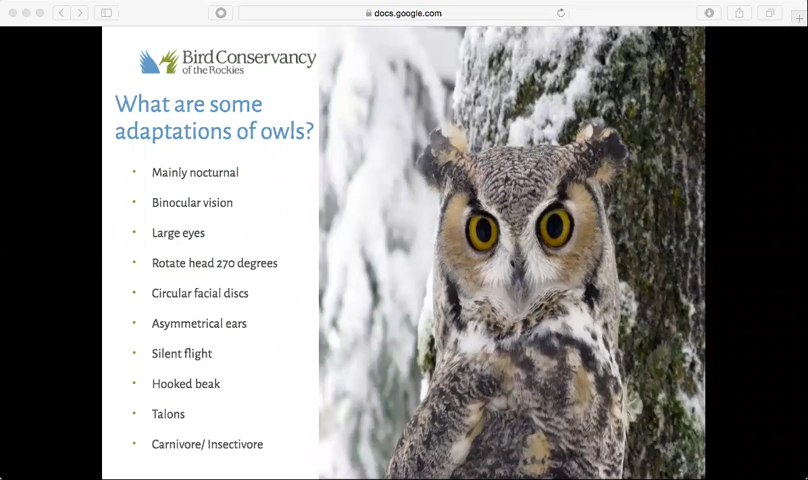 docs.google.com
Bird Conservancy
of the Rockies
What are some
adaptations of owls?
• Mainly nocturnal
• Binocular vision
• Large eyes
• Rotate head 270 degrees
• Circular facial discs
• Asymmetrical ears
• Silent flight
• Hooked beak
• Talons
• Carnivore/ Insectivore